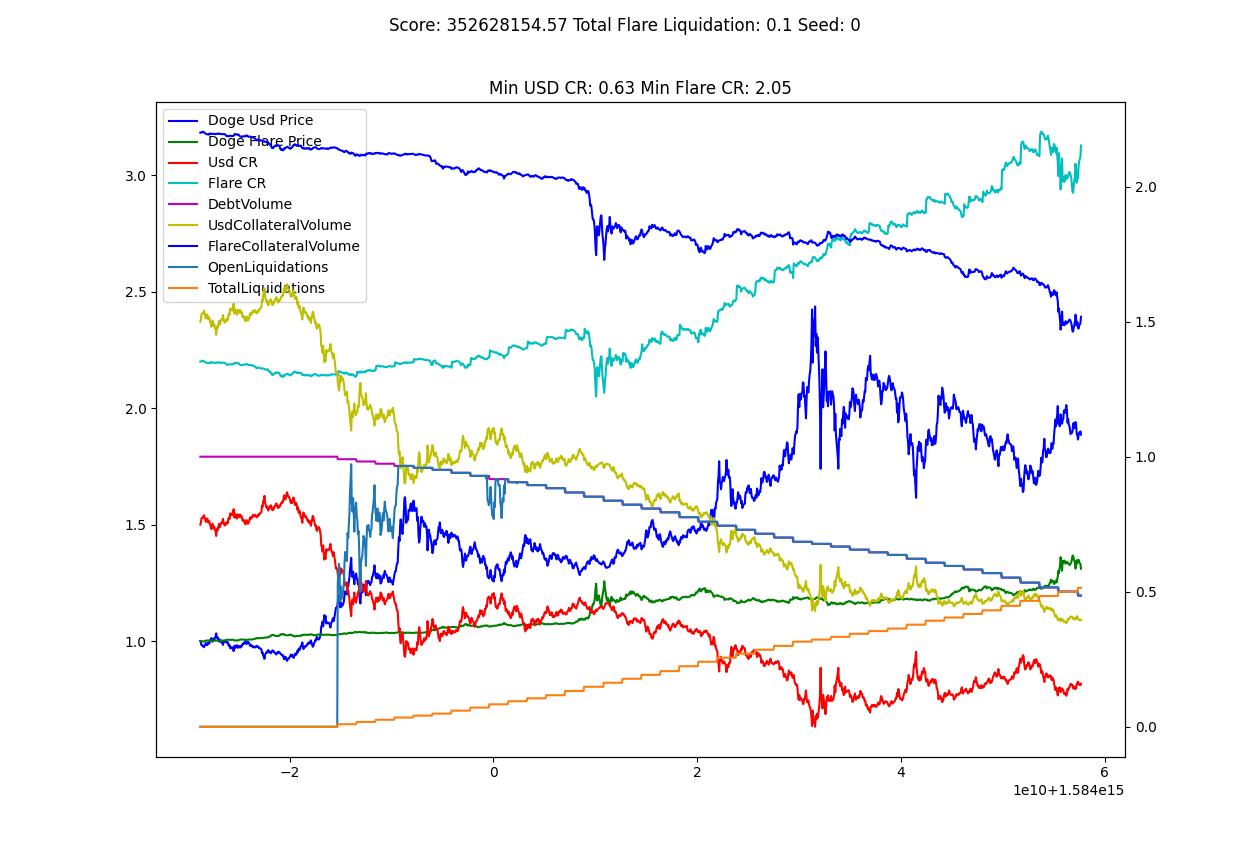 Score: 352628154.57 Total Flare Liquidation: 0.1 Seed: 0
Min USD CR: 0.63 Min Flare CR: 2.05
Doge Usd Price
Doge Flare Price
Usd CR
Flare CR
DebtVolume
UsdCollateralVolume
FlareCollateralVolume
OpenLiquidations
TotalLiquidations
3.0
2.5
2.0
1.5
1.0
2.0
1.5
1.0
0.5
0.0
−2
0
2
4
6
1e10+1.584e15